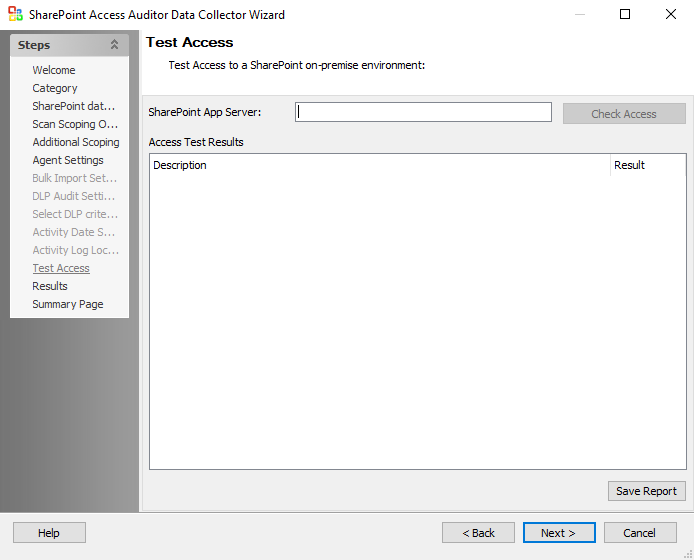 SharePoint Access Auditor Data Collector Wizard
Steps
Welcome
Category
SharePoint dat...
Scan Scoping O...
Additional Scoping
Agent Settings
Bulk Import Set...
DLP Audit Setti...
Select DLP crite...
Activity Date S...
Activity Log Loc...
Test Access
Results
Summary Page
Test Access
Test Access to a SharePoint on-premise environment:
SharePoint App Server:
Check Access
Access Test Results
Description Result
Save Report
Help < Back Next > Cancel